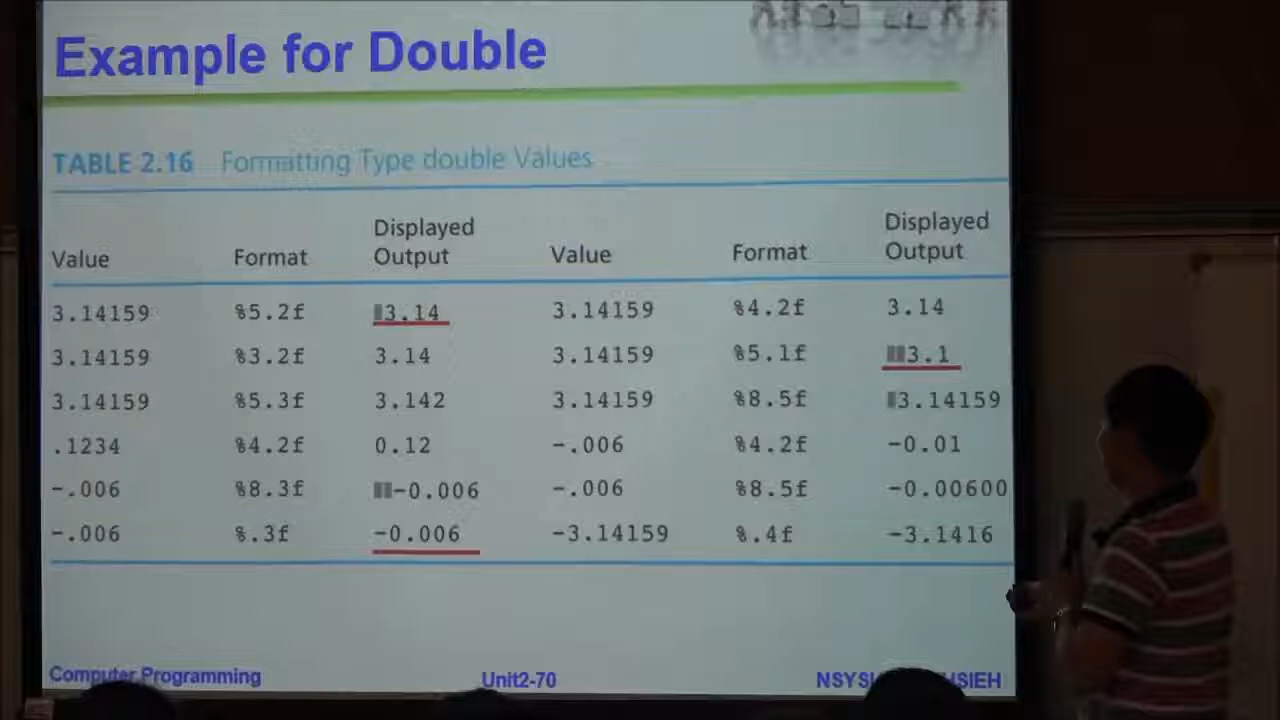 Example for Double
TABLE 2.16 Formatting Type double Values
Value Format Displayed Output Value Format Displayed Output
3.14159 %5.2f 3.14 3.14159 %4.2f 3.14
3.14159 %3.2f 3.14 3.14159 %5.1f 3.1
3.14159 %5.3f 3.142 3.14159 %8.5f 3.14159
.1234 %4.2f 0.12 -.006 %4.2f -0.01
-.006 %8.3f -0.006 -.006 %8.5f -0.00600
-.006 %.3f -0.006 -3.14159 %.4f -3.1416
Computer Programming Unit2-70